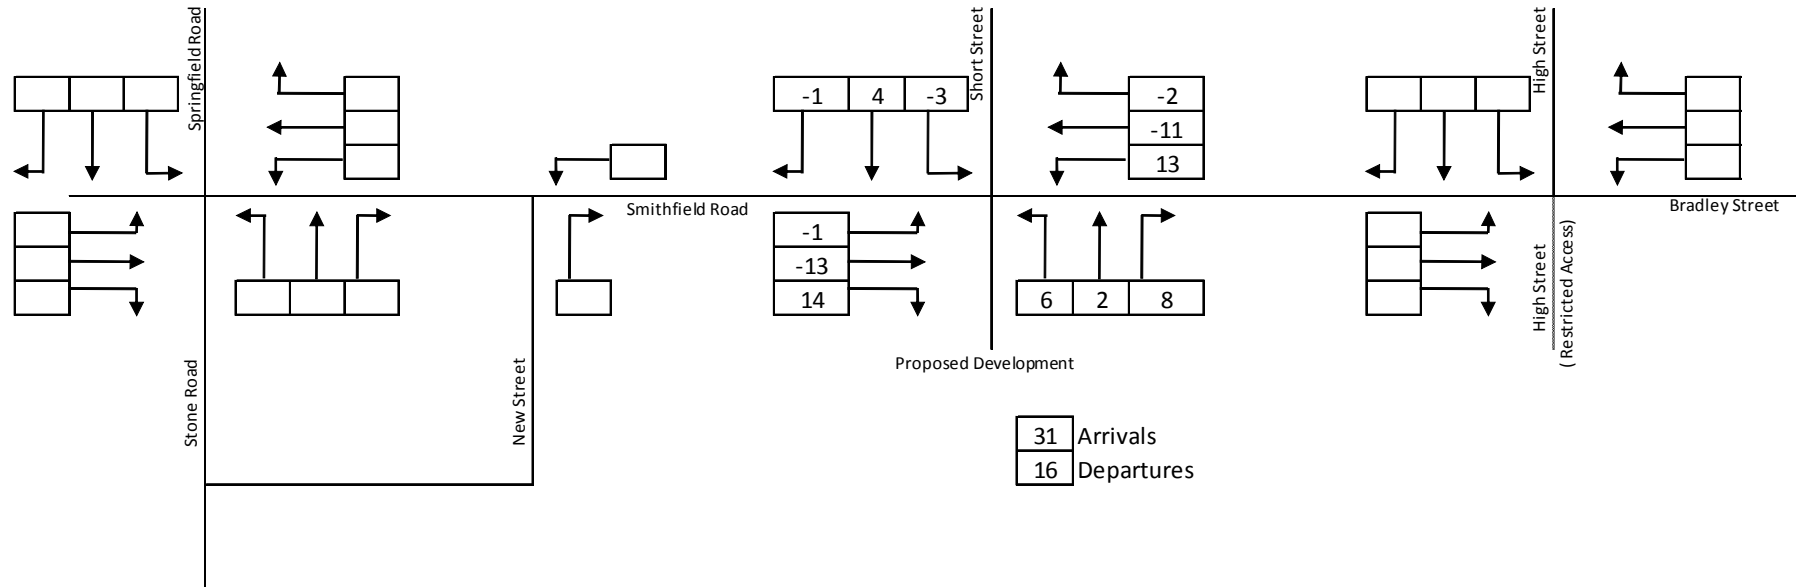 Springfield Road
Short Street
High Street
-1 4 -3
-2
-11
13
Smithfield Road
Bradley Street
-1
-13
14
6 2 8
High Street
( Restricted Access)
Proposed Development
Stone Road
New Street
31 Arrivals
16 Departures